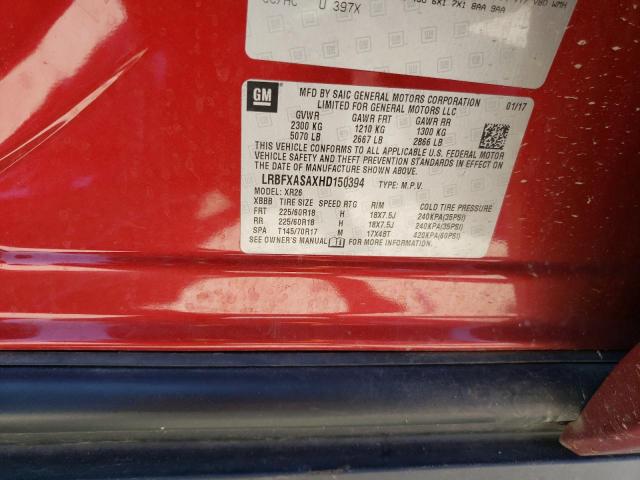 U 397X
6X1 7X1 8AA 9AA
GM
MFD BY SAIC GENERAL MOTORS CORPORATION 01/17
LIMITED FOR GENERAL MOTORS LLC
GVWR GAWR FRT GAWR RR
2300 KG 1210 KG 1300 KG
5070 LB 2667 LB 2866 LB
THIS VEHICLE CONFORMS TO ALL APPLICABLE U.S. FEDERAL MOTOR
VEHICLE SAFETY AND THEFT PREVENTION STANDARDS IN EFFECT
ON THE DATE OF MANUFACTURE SHOWN ABOVE.
LRBFXASAXHD150394 TYPE: M.P.V.
MODEL: XR26
XBBB TIRE SIZE SPEED RTG RIM COLD TIRE PRESSURE
FRT 225/60R18 H 18X7.5J 240KPA(35PSI)
RR 225/60R18 H 18X7.5J 240KPA(35PSI)
SPA T145/70R17 M 17X4BT 420KPA(60PSI)
SEE OWNER'S MANUAL FOR MORE INFORMATION.